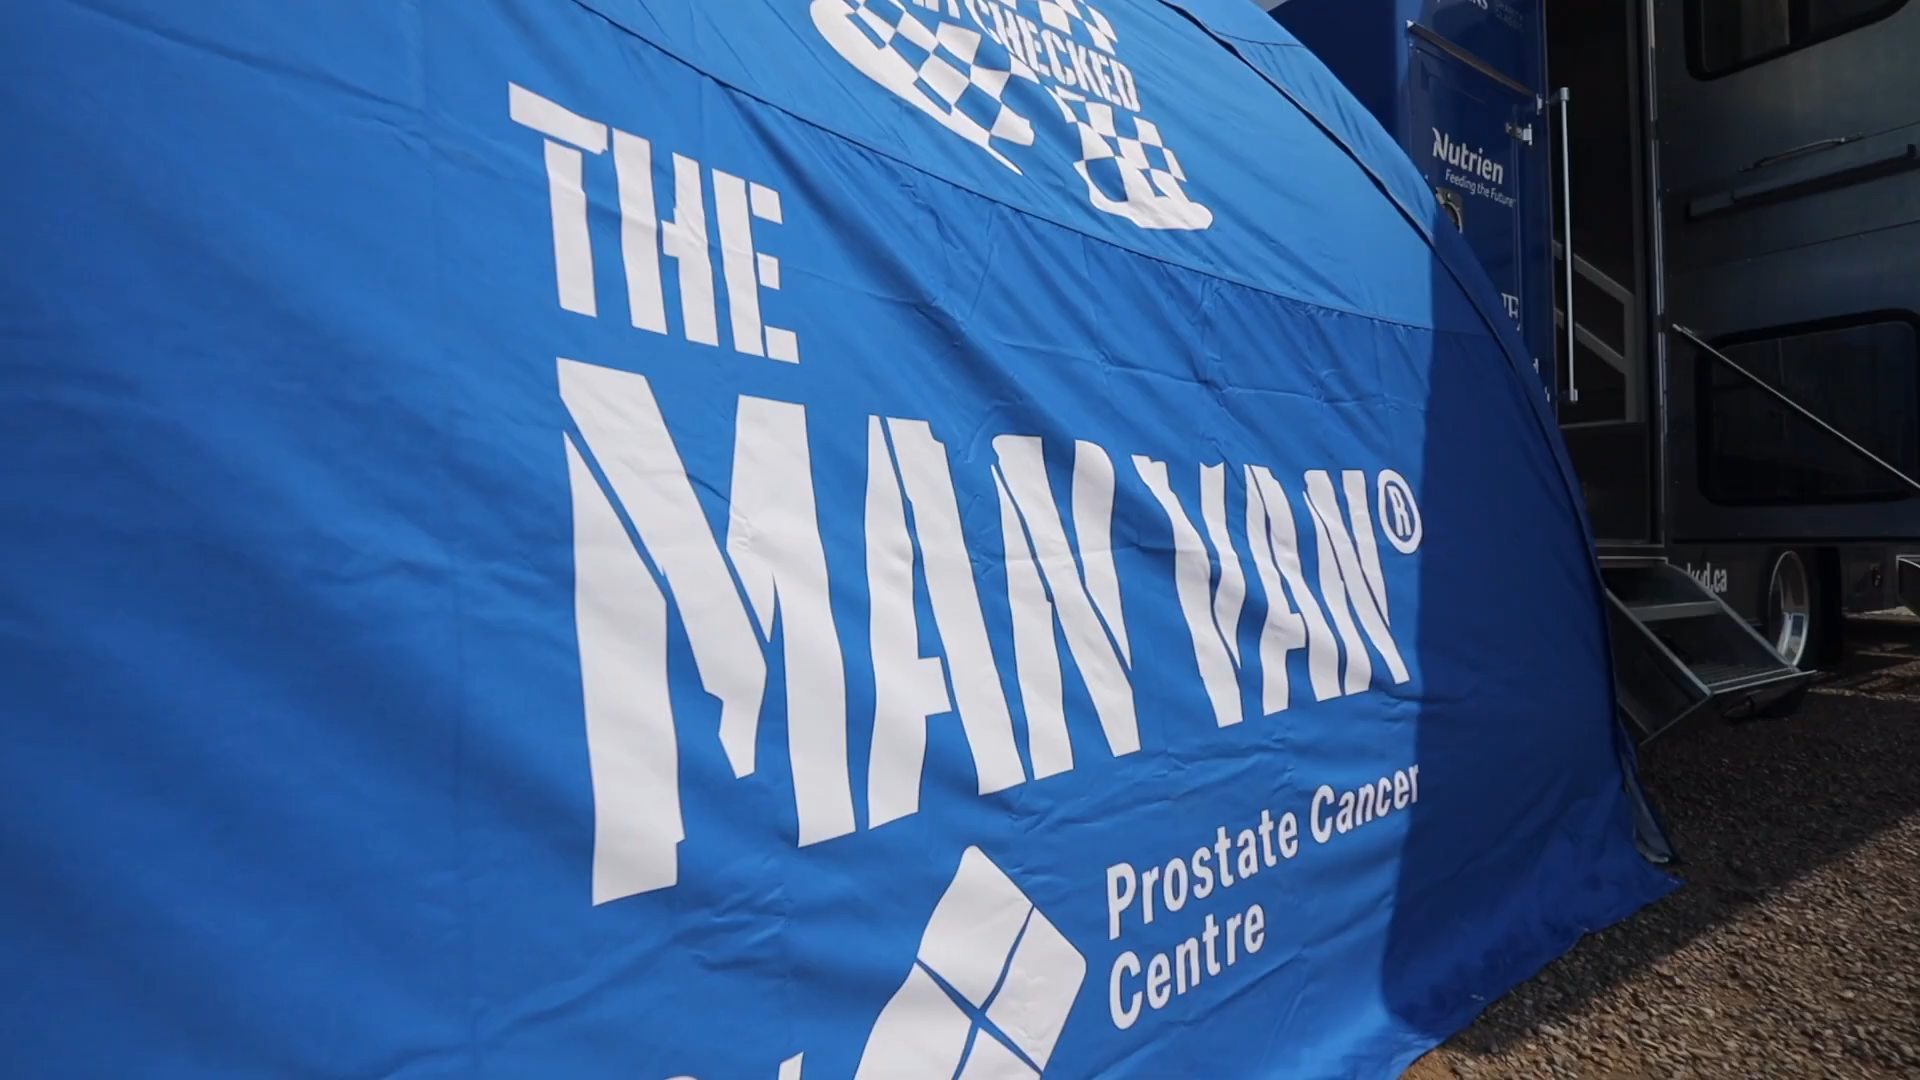 CHECKED
THE
MAN VAN®
Prostate Cancer
Centre
Nutrien
Feeding the Future